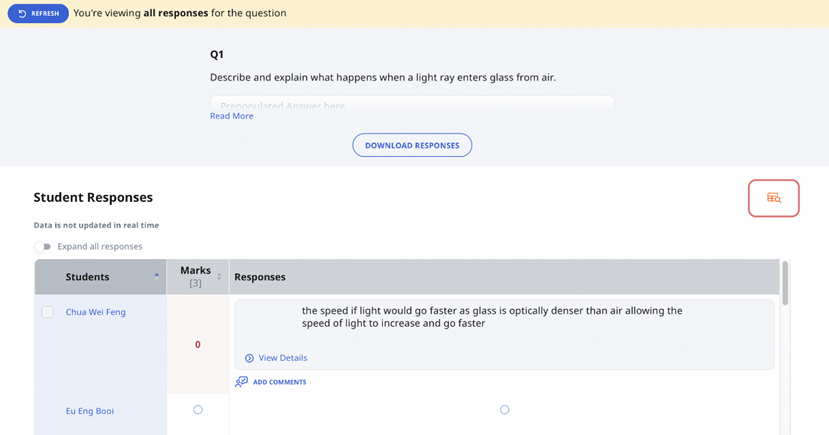 REFRESH You're viewing all responses for the question
Q1
Describe and explain what happens when a light ray enters glass from air.
Prepopulated Answer here
Read More
DOWNLOAD RESPONSES
Student Responses
Data is not updated in real time
Expand all responses
Students Marks [3] Responses
Chua Wei Feng
0
the speed if light would go faster as glass is optically denser than air allowing the
speed of light to increase and go faster
View Details
ADD COMMENTS
Eu Eng Booi